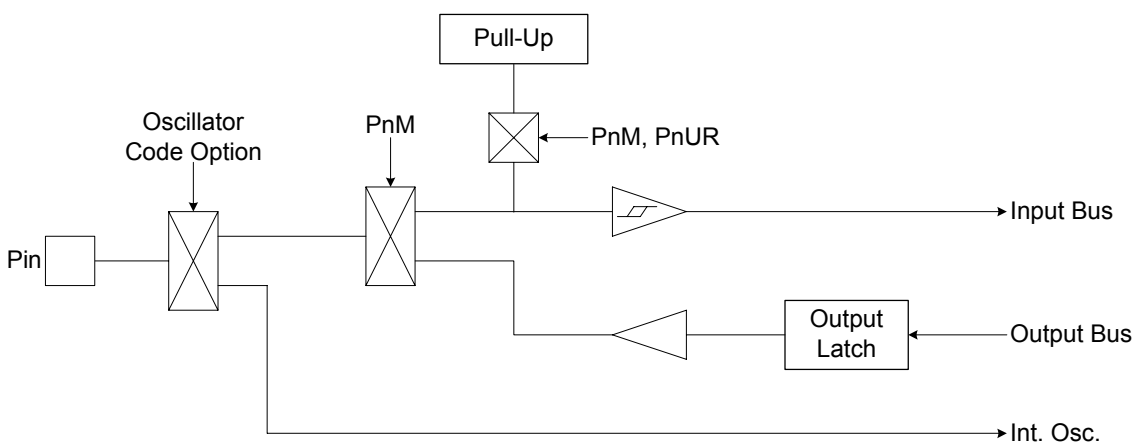 Pull-Up
Oscillator
Code Option
PnM
PnM, PnUR
Input Bus
Pin
Output
Latch
Output Bus
Int. Osc.